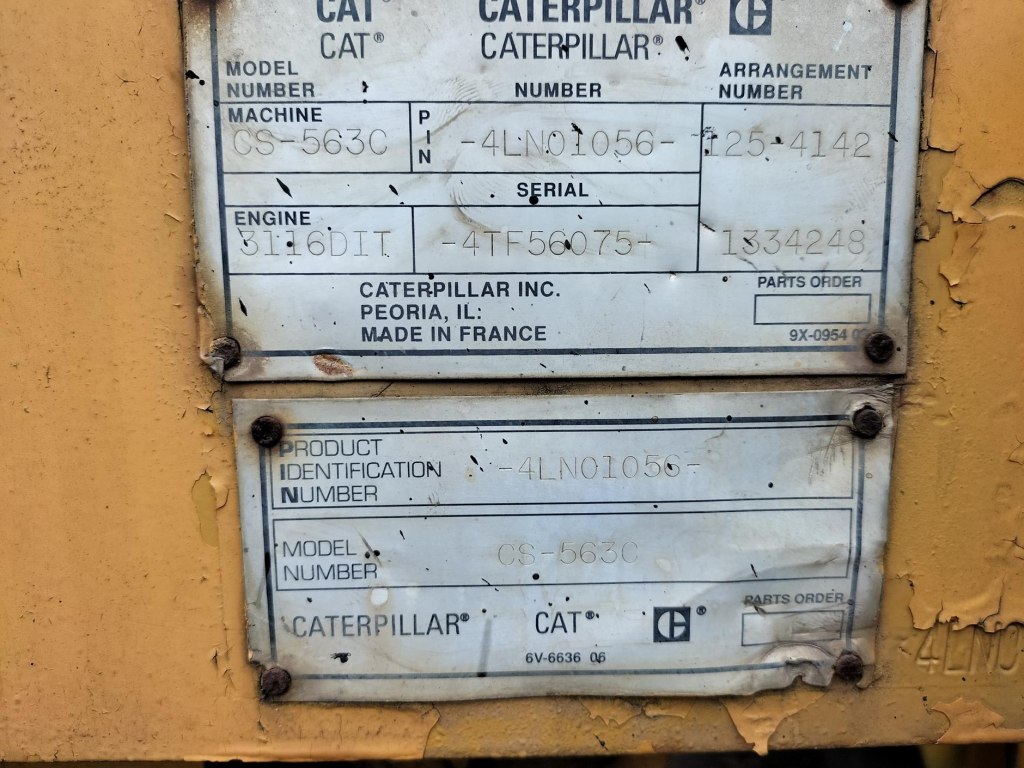 CAT® CATERPILLAR®
CAT® CATERPILLAR®
MODEL NUMBER NUMBER ARRANGEMENT NUMBER
MACHINE PIN
CS-563C -4LN01056- 125-4142
SERIAL
ENGINE
3116DIT -4TF56075- 1334248
CATERPILLAR INC. PARTS ORDER
PEORIA, IL:
MADE IN FRANCE 9X-0954
PRODUCT
IDENTIFICATION -4LN01056-
NUMBER
MODEL CS-563C
NUMBER
PARTS ORDER
CATERPILLAR® CAT® ®
6V-6636 06
-4LN0